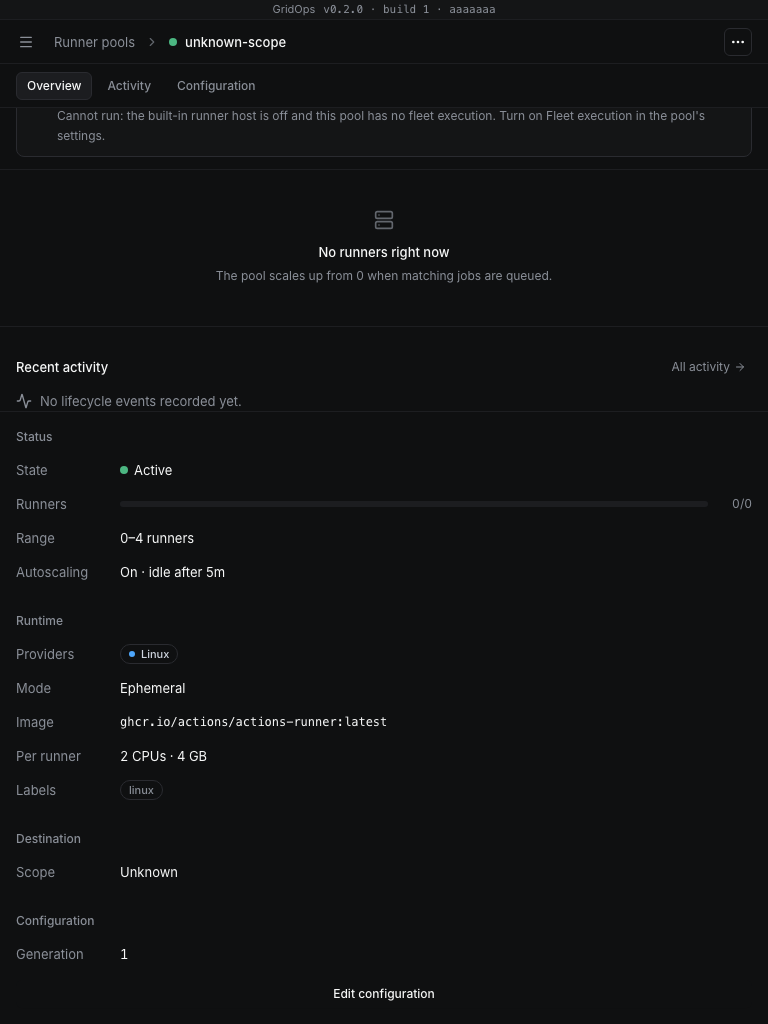 GridOps v0.2.0 · build 1 · aaaaaaa
Runner pools
unknown-scope
Overview
Activity
Configuration
Cannot run: the built-in runner host is off and this pool has no fleet execution. Turn on Fleet execution in the pool's
settings.
No runners right now
The pool scales up from 0 when matching jobs are queued.
Recent activity
All activity →
No lifecycle events recorded yet.
Status
State Active
Runners 0/0
Range 0–4 runners
Autoscaling On · idle after 5m
Runtime
Providers Linux
Mode Ephemeral
Image ghcr.io/actions/actions-runner:latest
Per runner 2 CPUs · 4 GB
Labels linux
Destination
Scope Unknown
Configuration
Generation 1
Edit configuration